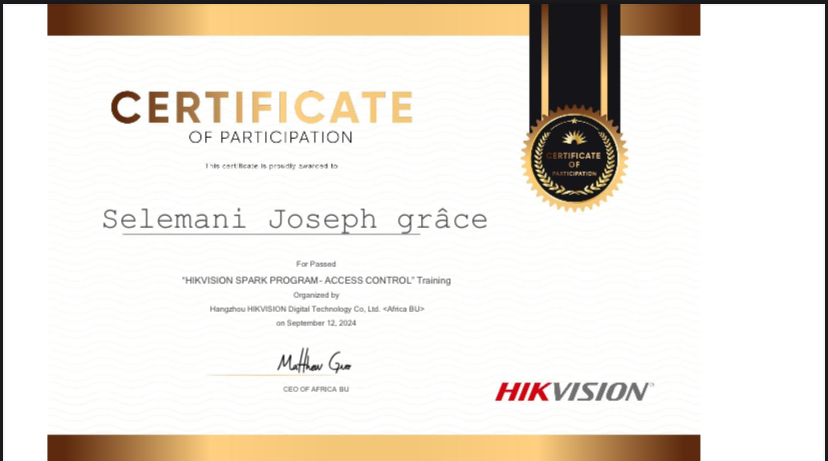 CERTIFICATE
OF PARTICIPATION
This certificate is proudly awarded to
CERTIFICATE
OF
PARTICIPATION
Selemani Joseph grâce
For Passed
“HIKVISION SPARK PROGRAM- ACCESS CONTROL” Training
Organized by
Hangzhou HIKVISION Digital Technology Co, Ltd. <Africa BU>
on September 12, 2024
Matthew Guo
CEO OF AFRICA BU
HIKVISION